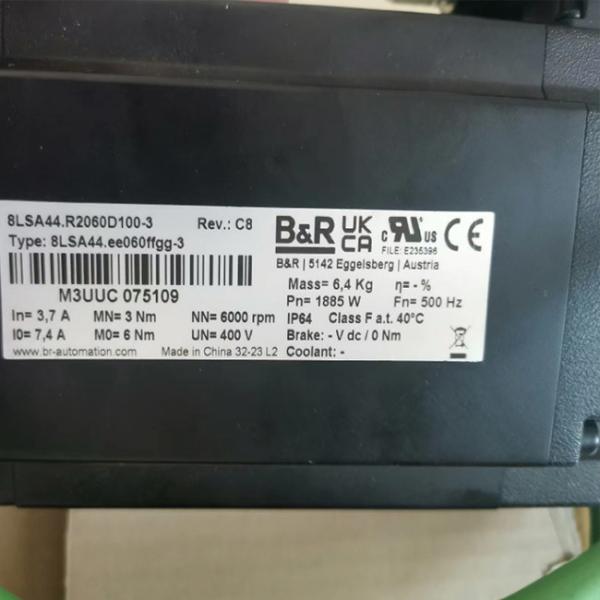 8LSA44.R2060D100-3 Rev.: C8
Type: 8LSA44.ee060ffgg-3
M3UUC 075109
In= 3,7 A MN= 3 Nm NN= 6000 rpm
I0= 7,4 A M0= 6 Nm UN= 400 V
www.br-automation.com Made in China 32-23 L2
B&R UK CA c UR US CE
FILE: E235396
B&R | 5142 Eggelsberg | Austria
Mass= 6,4 Kg η= - %
Pn= 1885 W Fn= 500 Hz
IP64 Class F a.t. 40°C
Brake: - V dc / 0 Nm
Coolant: -